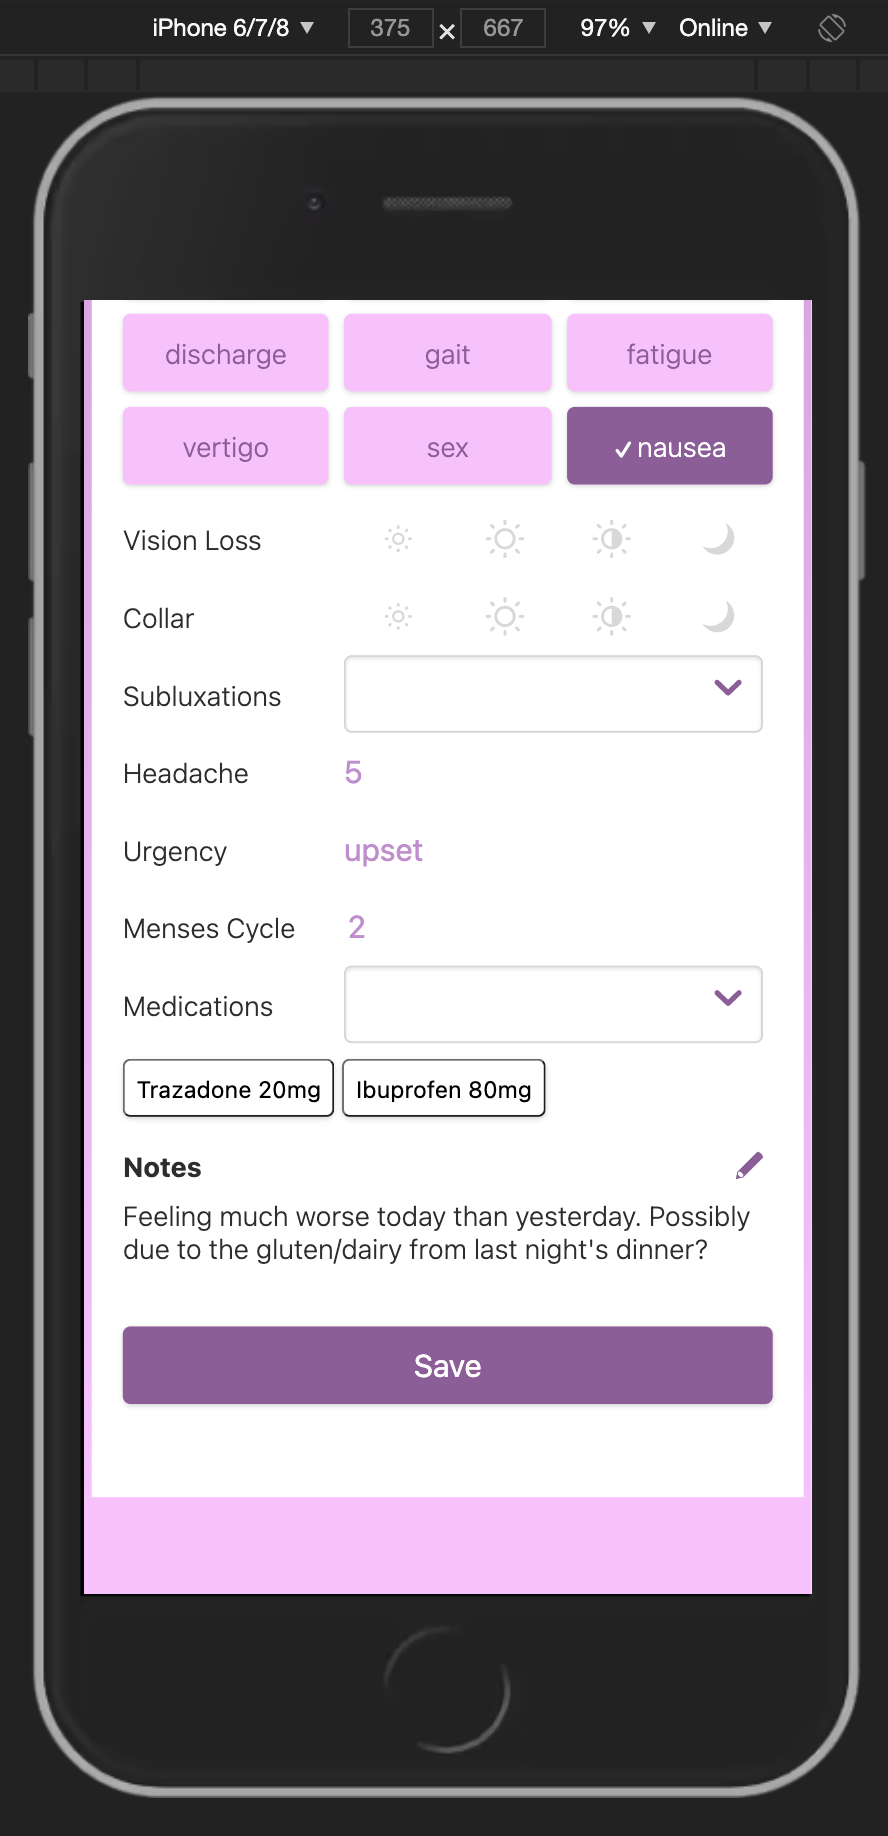 iPhone 6/7/8 ▼ 375 × 667 97% ▼ Online ▼
discharge gait fatigue
vertigo sex ✓ nausea
Vision Loss
Collar
Subluxations
Headache 5
Urgency upset
Menses Cycle 2
Medications
Trazadone 20mg Ibuprofen 80mg
Notes
Feeling much worse today than yesterday. Possibly
due to the gluten/dairy from last night's dinner?
Save